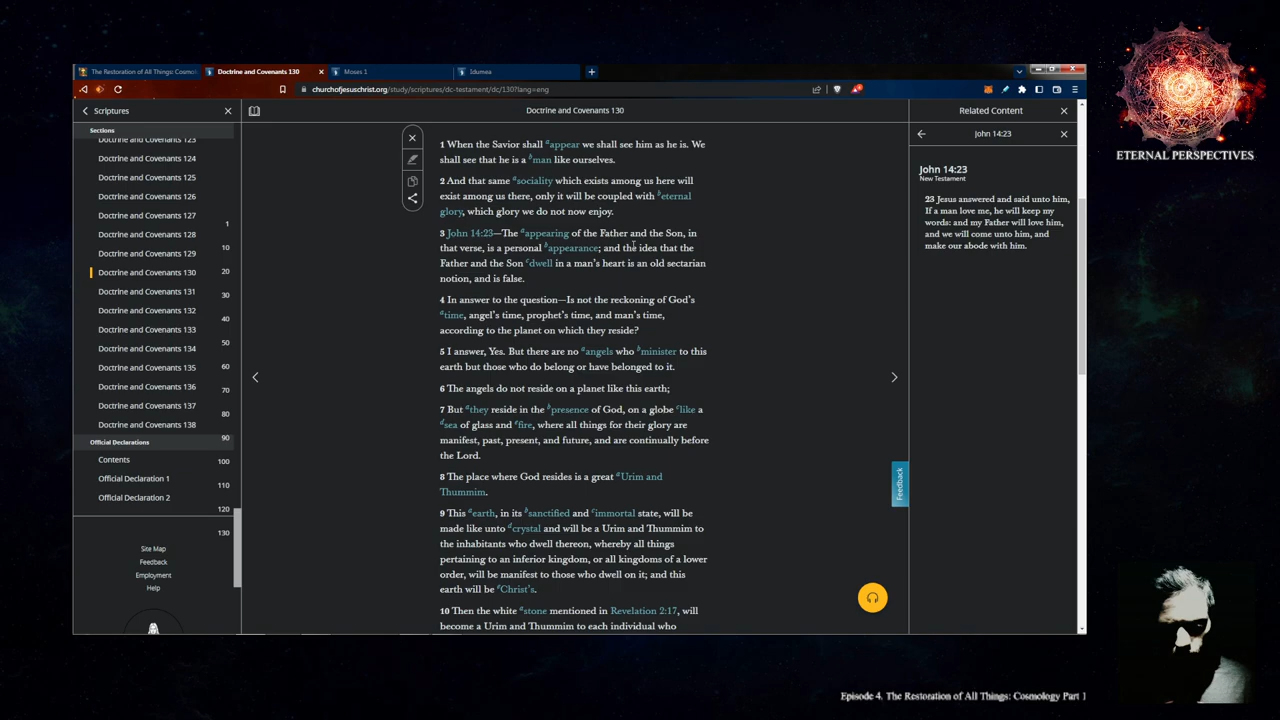 The Restoration of All Things: Cosmol
Doctrine and Covenants 130
Moses 1
Idumea
churchofjesuschrist.org/study/scriptures/dc-testament/dc/130?lang=eng
Scriptures
Sections
Doctrine and Covenants 123
Doctrine and Covenants 124
Doctrine and Covenants 125
Doctrine and Covenants 126
Doctrine and Covenants 127
Doctrine and Covenants 128
Doctrine and Covenants 129
Doctrine and Covenants 130
Doctrine and Covenants 131
Doctrine and Covenants 132
Doctrine and Covenants 133
Doctrine and Covenants 134
Doctrine and Covenants 135
Doctrine and Covenants 136
Doctrine and Covenants 137
Doctrine and Covenants 138
Official Declarations
Contents
Official Declaration 1
Official Declaration 2
Site Map
Feedback
Employment
Help
1
10
20
30
40
50
60
70
80
90
100
110
120
130
Doctrine and Covenants 130
1 When the Savior shall a appear we shall see him as he is. We
shall see that he is a b man like ourselves.
2 And that same a sociality which exists among us here will
exist among us there, only it will be coupled with b eternal
glory, which glory we do not now enjoy.
3 John 14:23—The a appearing of the Father and the Son, in
that verse, is a personal b appearance; and the idea that the
Father and the Son c dwell in a man's heart is an old sectarian
notion, and is false.
4 In answer to the question—Is not the reckoning of God's
a time, angel's time, prophet's time, and man's time,
according to the planet on which they reside?
5 I answer, Yes. But there are no a angels who b minister to this
earth but those who do belong or have belonged to it.
6 The angels do not reside on a planet like this earth;
7 But a they reside in the b presence of God, on a globe c like a
d sea of glass and e fire, where all things for their glory are
manifest, past, present, and future, and are continually before
the Lord.
8 The place where God resides is a great a Urim and
Thummim.
9 This a earth, in its b sanctified and c immortal state, will be
made like unto d crystal and will be a Urim and Thummim to
the inhabitants who dwell thereon, whereby all things
pertaining to an inferior kingdom, or all kingdoms of a lower
order, will be manifest to those who dwell on it; and this
earth will be e Christ's.
10 Then the white a stone mentioned in Revelation 2:17, will
become a Urim and Thummim to each individual who
Feedback
Related Content
John 14:23
John 14:23
New Testament
23 Jesus answered and said unto him,
If a man love me, he will keep my
words: and my Father will love him,
and we will come unto him, and
make our abode with him.
ETERNAL PERSPECTIVES
Episode 4. The Restoration of All Things: Cosmology Part 1